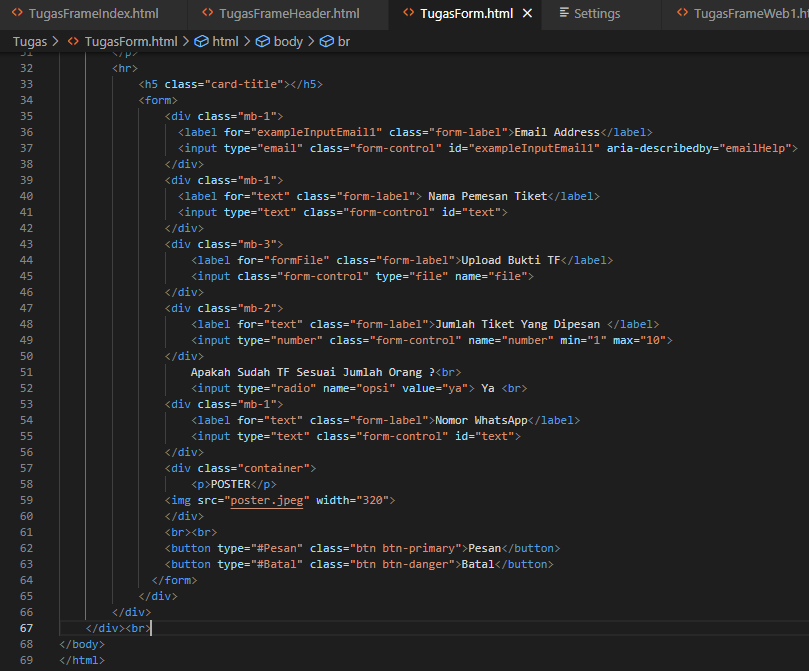 TugasFrameIndex.html TugasFrameHeader.html TugasForm.html Settings TugasFrameWeb1.h
Tugas > TugasForm.html > html > body > br
31 </p>
32 <hr>
33 <h5 class="card-title"></h5>
34 <form>
35 <div class="mb-1">
36 <label for="exampleInputEmail1" class="form-label">Email Address</label>
37 <input type="email" class="form-control" id="exampleInputEmail1" aria-describedby="emailHelp">
38 </div>
39 <div class="mb-1">
40 <label for="text" class="form-label"> Nama Pemesan Tiket</label>
41 <input type="text" class="form-control" id="text">
42 </div>
43 <div class="mb-3">
44 <label for="formFile" class="form-label">Upload Bukti TF</label>
45 <input class="form-control" type="file" name="file">
46 </div>
47 <div class="mb-2">
48 <label for="text" class="form-label">Jumlah Tiket Yang Dipesan </label>
49 <input type="number" class="form-control" name="number" min="1" max="10">
50 </div>
51 Apakah Sudah TF Sesuai Jumlah Orang ?<br>
52 <input type="radio" name="opsi" value="ya"> Ya <br>
53 <div class="mb-1">
54 <label for="text" class="form-label">Nomor WhatsApp</label>
55 <input type="text" class="form-control" id="text">
56 </div>
57 <div class="container">
58 <p>POSTER</p>
59 <img src="poster.jpeg" width="320">
60 </div>
61 <br><br>
62 <button type="#Pesan" class="btn btn-primary">Pesan</button>
63 <button type="#Batal" class="btn btn-danger">Batal</button>
64 </form>
65 </div>
66 </div>
67 </div><br>
68 </body>
69 </html>